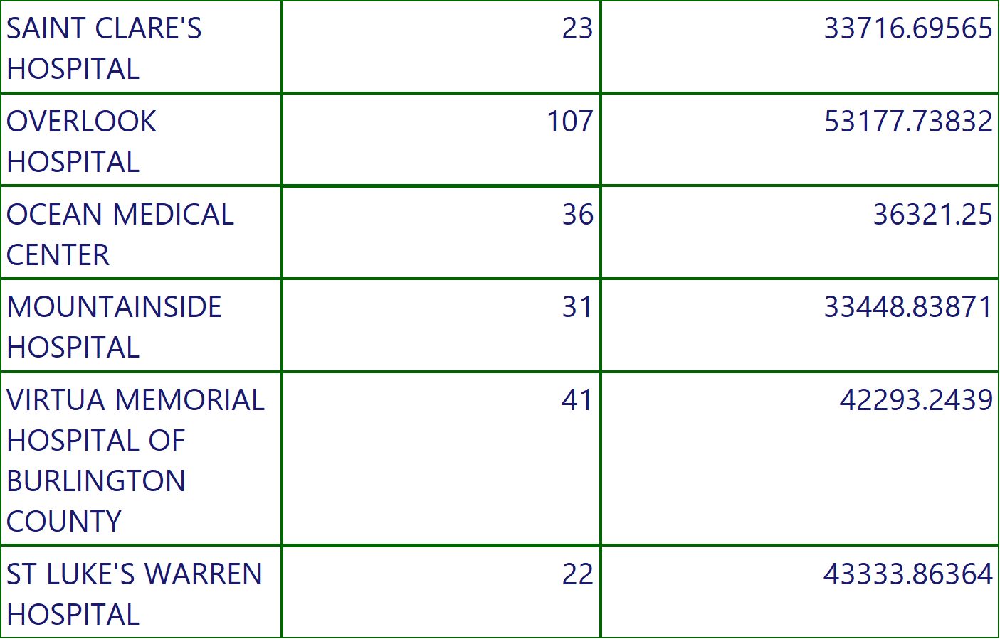 SAINT CLARE'S 23 33716.69565
HOSPITAL
OVERLOOK 107 53177.73832
HOSPITAL
OCEAN MEDICAL 36 36321.25
CENTER
MOUNTAINSIDE 31 33448.83871
HOSPITAL
VIRTUA MEMORIAL 41 42293.2439
HOSPITAL OF
BURLINGTON
COUNTY
ST LUKE'S WARREN 22 43333.86364
HOSPITAL